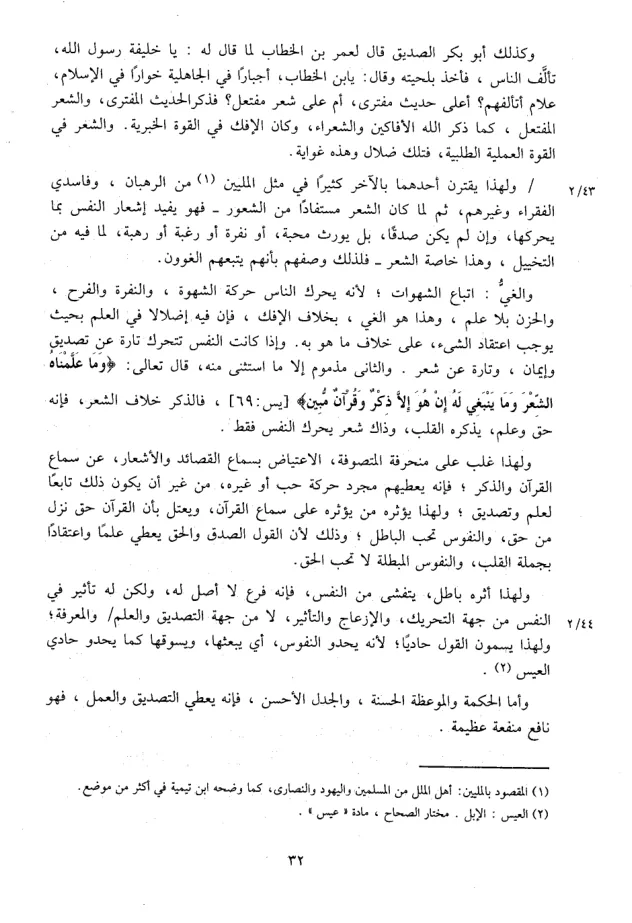 وكذلك أبو بكر الصديق قال لعمر بن الخطاب لما قال له : يا خليفة رسول الله،
تألَّف الناس ، فأخذ بلحيته وقال: يابن الخطاب، أجبارًا في الجاهلية خوارًا في الإسلام،
علام أتألفهم؟ أعلى حديث مفترى، أم على شعر مفتعل؟ فذكرالحديث المفترى، والشعر
المفتعل ، كما ذكر الله الأفاكين والشعراء، وكان الإفك في القوة الخبرية. والشعر في
القوة العملية الطلبية، فتلك ضلال وهذه غواية.
٢/٤٣ / ولهذا يقترن أحدهما بالآخر كثيرًا في مثل المليين (١) من الرهبان ، وفاسدي
الفقراء وغيرهم، ثم لما كان الشعر مستفادًا من الشعور ـ فهو يفيد إشعار النفس بما
يحركها، وإن لم يكن صدقًا، بل يورث محبة، أو نفرة أو رغبة أو رهبة، لما فيه من
التخييل ، وهذا خاصة الشعر ـ فلذلك وصفهم بأنهم يتبعهم الغوون.
والغيُّ : اتباع الشهوات ؛ لأنه يحرك الناس حركة الشهوة ، والنفرة والفرح ،
والحزن بلا علم ، وهذا هو الغي ، بخلاف الإفك ، فإن فيه إضلالا في العلم بحيث
يوجب اعتقاد الشىء، على خلاف ما هو به. وإذا كانت النفس تتحرك تارة عن تصديق
وإيمان ، وتارة عن شعر . والثانى مذموم إلا ما استثنى منه، قال تعالى: ﴿وَمَا عَلَّمْنَاهُ
الشِّعْرَ وَمَا يَنبَغِي لَهُ إِنْ هُوَ إِلاَّ ذِكْرٌ وَقُرْآنٌ مُّبِين﴾ [يس:٦٩] ، فالذكر خلاف الشعر، فإنه
حق وعلم، يذكره القلب، وذاك شعر يحرك النفس فقط .
ولهذا غلب على منحرفة المتصوفة، الاعتياض بسماع القصائد والأشعار، عن سماع
القرآن والذكر ؛ فإنه يعطيهم مجرد حركة حب أو غيره، من غير أن يكون ذلك تابعًا
لعلم وتصديق ؛ ولهذا يؤثره من يؤثره على سماع القرآن، ويعتل بأن القرآن حق نزل
من حق، والنفوس تحب الباطل ؛ وذلك لأن القول الصدق والحق يعطي علمًا واعتقادًا
بجملة القلب، والنفوس المبطلة لا تحب الحق.
ولهذا أثره باطل، يتفشى من النفس، فإنه فرع لا أصل له، ولكن له تأثير في
٢/٤٤ النفس من جهة التحريك، والإزعاج والتأثير، لا من جهة التصديق والعلم/ والمعرفة؛
ولهذا يسمون القول حاديًا؛ لأنه يحدو النفوس، أي يبعثها، ويسوقها كما يحدو حادي
العيس (٢) .
وأما الحكمة والموعظة الحسنة ، والجدل الأحسن ، فإنه يعطي التصديق والعمل ، فهو
نافع منفعة عظيمة .
(١) المقصود بالمليين: أهل الملل من المسلمين واليهود والنصارى، كما وضحه ابن تيمية في أكثر من موضع.
(٢) العيس : الإبل . مختار الصحاح ، مادة « عيس » .
٣٢